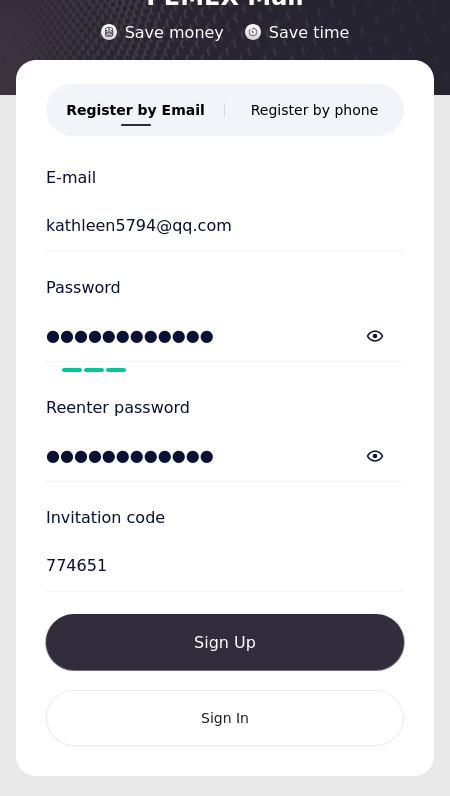 Save money Save time
Register by Email Register by phone
E-mail
kathleen5794@qq.com
Password
●●●●●●●●●●●●
Reenter password
●●●●●●●●●●●●
Invitation code
774651
Sign Up
Sign In